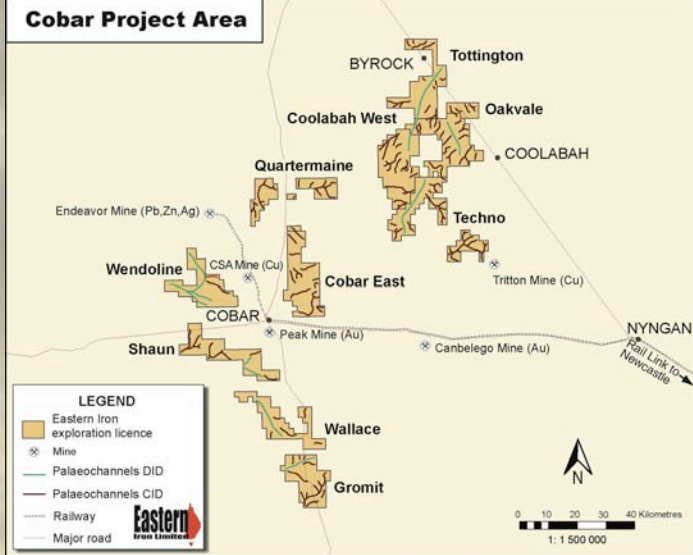 Cobar Project Area
BYROCK
Tottington
Coolabah West
Oakvale
COOLABAH
Quartermaine
Endeavor Mine (Pb,Zn,Ag)
Techno
Wendoline
CSA Mine (Cu)
Cobar East
Tritton Mine (Cu)
COBAR
Peak Mine (Au)
NYNGAN
Shaun
Canbelego Mine (Au)
Rail Link to
Newcastle
LEGEND
Eastern Iron
exploration licence
Mine
Palaeochannels DID
Palaeochannels CID
Railway
Major road
Eastern
Iron Limited
Wallace
Gromit
N
10 0 10 20 30 40 Kilometres
1: 1 500 000